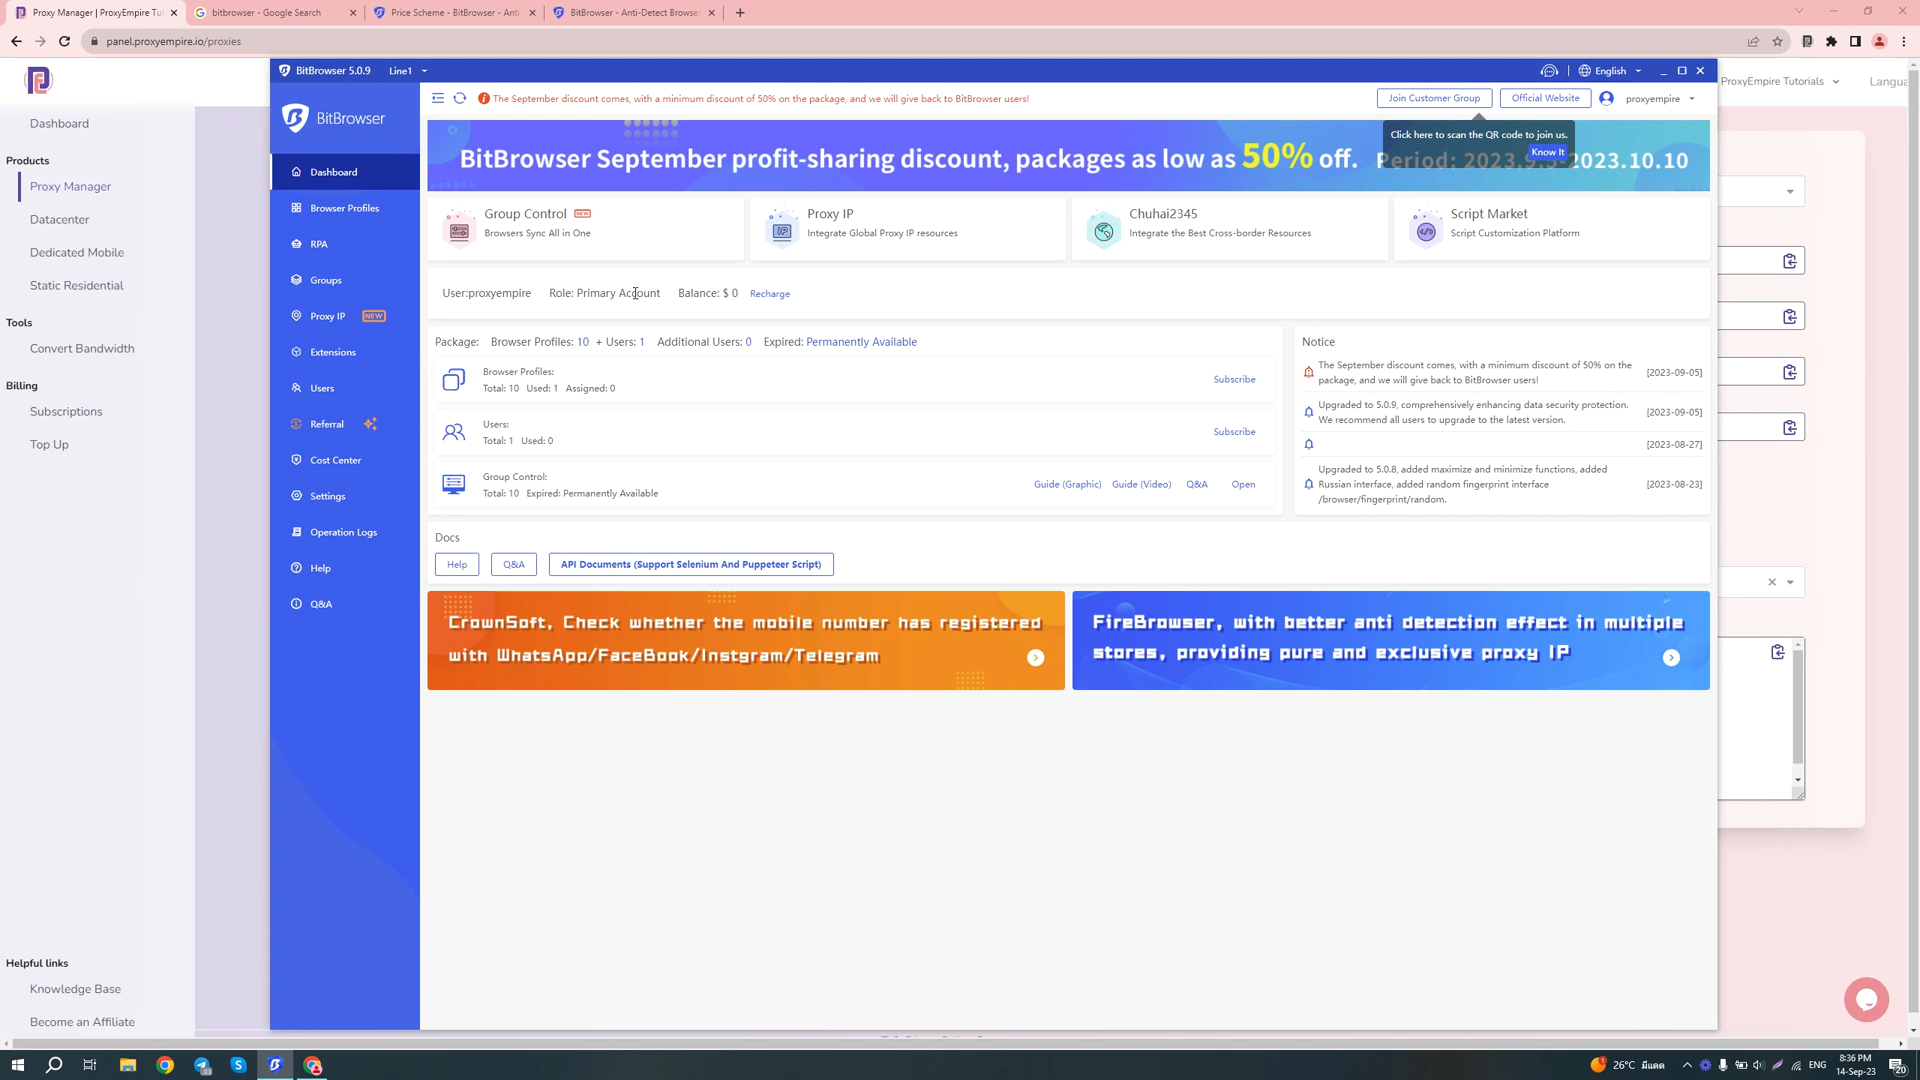 Proxy Manager | ProxyEmpire Tut
bitbrowser - Google Search
Price Scheme - BitBrowser - Anti-
BitBrowser - Anti-Detect Browse
panel.proxyempire.io/proxies
BitBrowser 5.0.9
Line1
English
ProxyEmpire Tutorials
Langua
Dashboard
Products
Proxy Manager
Datacenter
Dedicated Mobile
Static Residential
Tools
Convert Bandwidth
Billing
Subscriptions
Top Up
Helpful links
Knowledge Base
Become an Affiliate
BitBrowser
Dashboard
Browser Profiles
RPA
Groups
Proxy IP NEW
Extensions
Users
Referral
Cost Center
Settings
Operation Logs
Help
Q&A
The September discount comes, with a minimum discount of 50% on the package, and we will give back to BitBrowser users!
Join Customer Group
Official Website
proxyempire
Click here to scan the QR code to join us.
Know It
BitBrowser September profit-sharing discount, packages as low as 50% off. Period: 2023.9.5-2023.10.10
Group Control NEW
Browsers Sync All in One
Proxy IP
Integrate Global Proxy IP resources
Chuhai2345
Integrate the Best Cross-border Resources
Script Market
Script Customization Platform
User:proxyempire Role: Primary Account Balance: $ 0 Recharge
Package: Browser Profiles: 10 + Users: 1 Additional Users: 0 Expired: Permanently Available
Browser Profiles:
Total: 10 Used: 1 Assigned: 0
Subscribe
Users:
Total: 1 Used: 0
Subscribe
Group Control:
Total: 10 Expired: Permanently Available
Guide (Graphic) Guide (Video) Q&A Open
Notice
The September discount comes, with a minimum discount of 50% on the
package, and we will give back to BitBrowser users!
[2023-09-05]
Upgraded to 5.0.9, comprehensively enhancing data security protection.
We recommend all users to upgrade to the latest version.
[2023-09-05]
[2023-08-27]
Upgraded to 5.0.8, added maximize and minimize functions, added
Russian interface, added random fingerprint interface
/browser/fingerprint/random.
[2023-08-23]
Docs
Help
Q&A
API Documents (Support Selenium And Puppeteer Script)
CrownSoft, Check whether the mobile number has registered
with WhatsApp/FaceBook/Instgram/Telegram
FireBrowser, with better anti detection effect in multiple
stores, providing pure and exclusive proxy IP
26°C มีแดด
ENG
8:36 PM
14-Sep-23
20